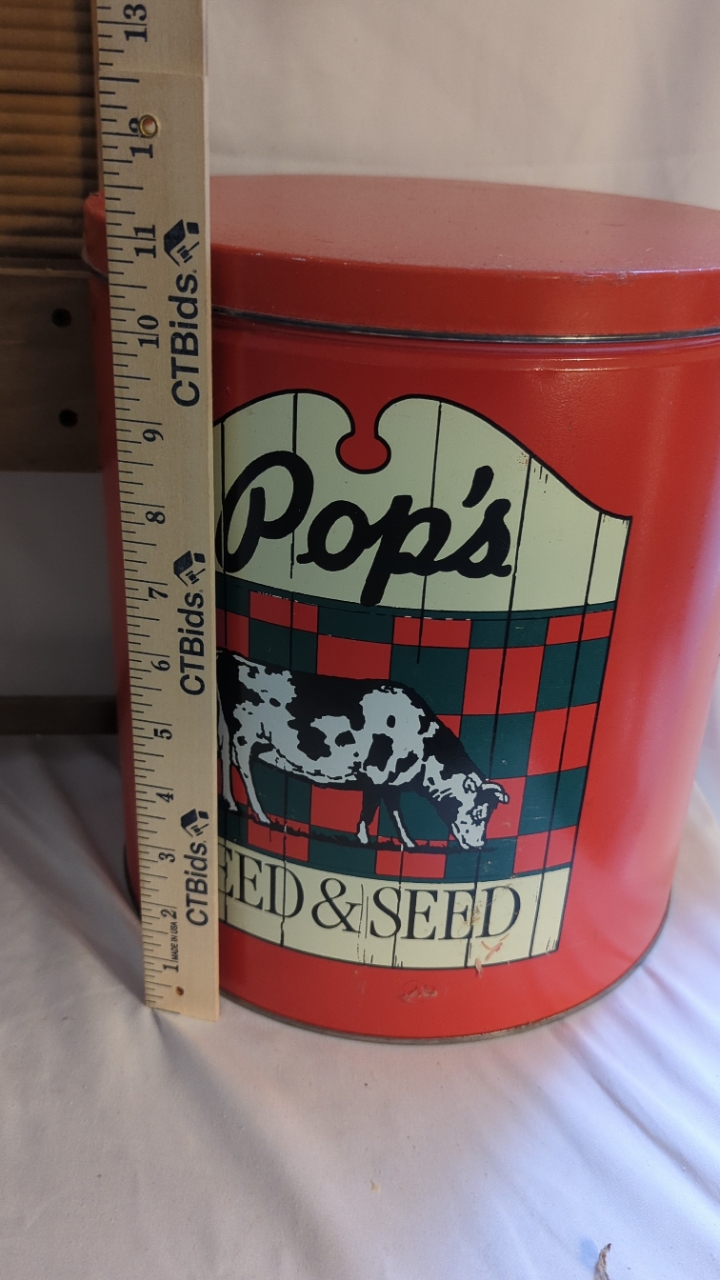 13
12
11
10
9
8
7
6
5
4
3
2
1
CTBids.
CTBids.
CTBids.
MADE IN USA
Pop's
EED & SEED